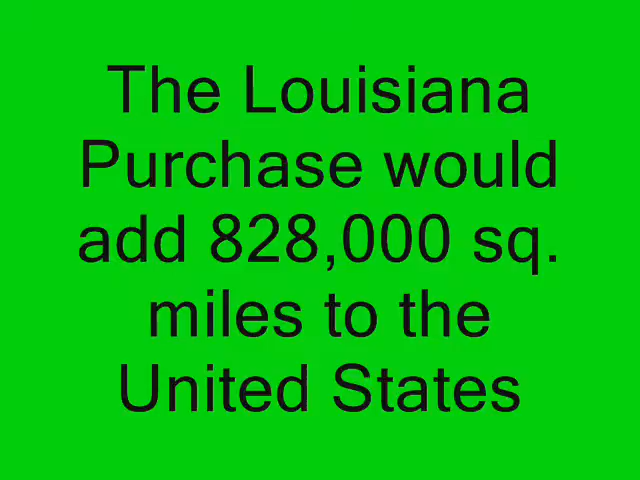 The Louisiana
Purchase would
add 828,000 sq.
miles to the
United States